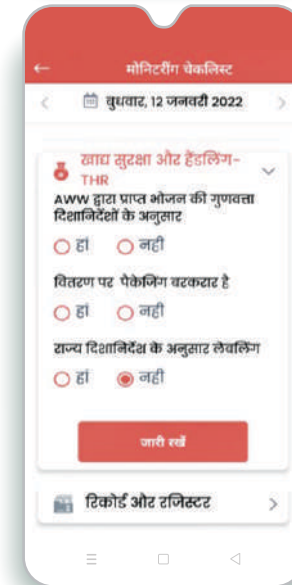 मोनिटरींग चेकलिस्ट
बुधवार, 12 जनवरी 2022
खाद्य सुरक्षा और हैंडलिंग-
THR
AWW द्वारा प्राप्त भोजन की गुणवत्ता
दिशानिर्देशों के अनुसार
हां नहीं
वितरण पर पैकेजिंग बरकरार है
हां नहीं
राज्य दिशानिर्देश के अनुसार लेवलिंग
हां नहीं
जारी रखें
रिकोर्ड और रजिस्टर